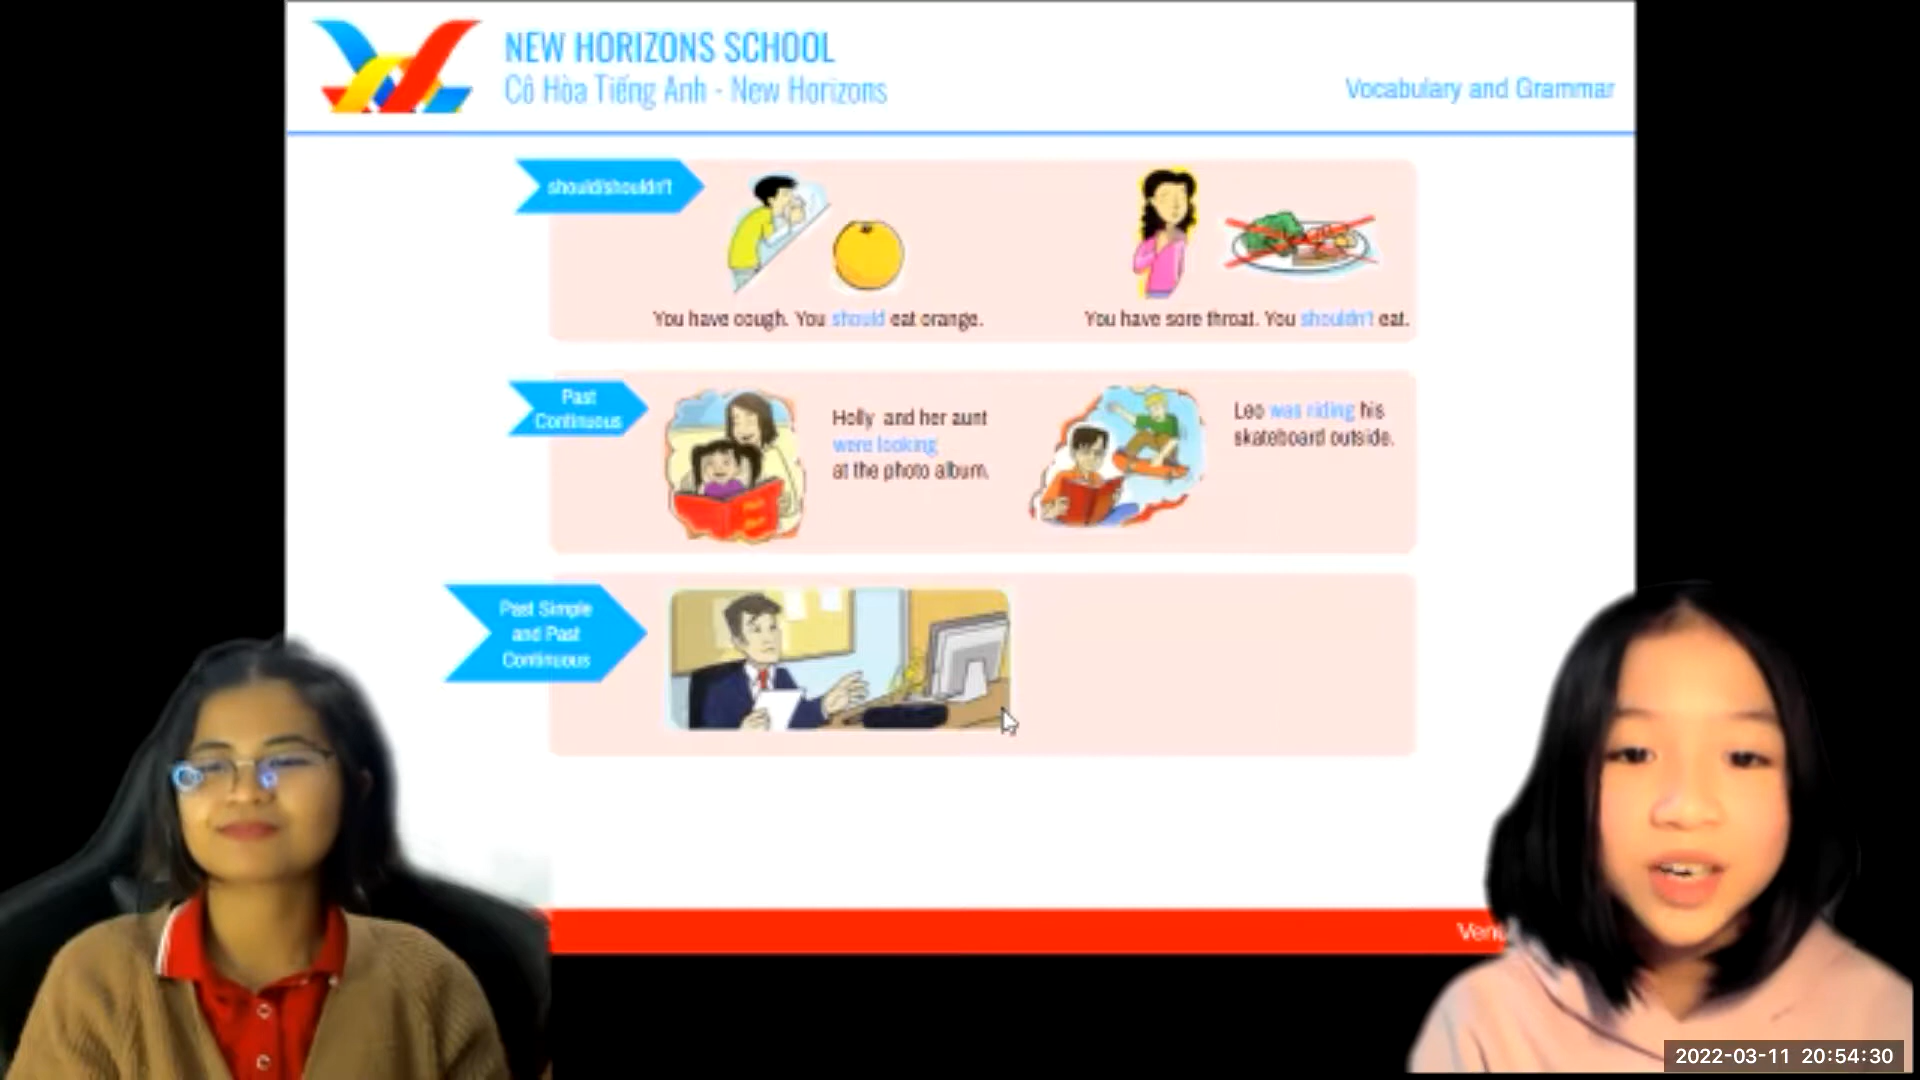 NEW HORIZONS SCHOOL
Cô Hòa Tiếng Anh - New Horizons
Vocabulary and Grammar
should/shouldn't
You have cough. You should eat orange.
You have sore throat. You shouldn't eat.
Past
Continuous
Holly and her aunt
were looking
at the photo album.
Leo was riding his
skateboard outside.
Past Simple
and Past
Continuous
2022-03-11 20:54:30